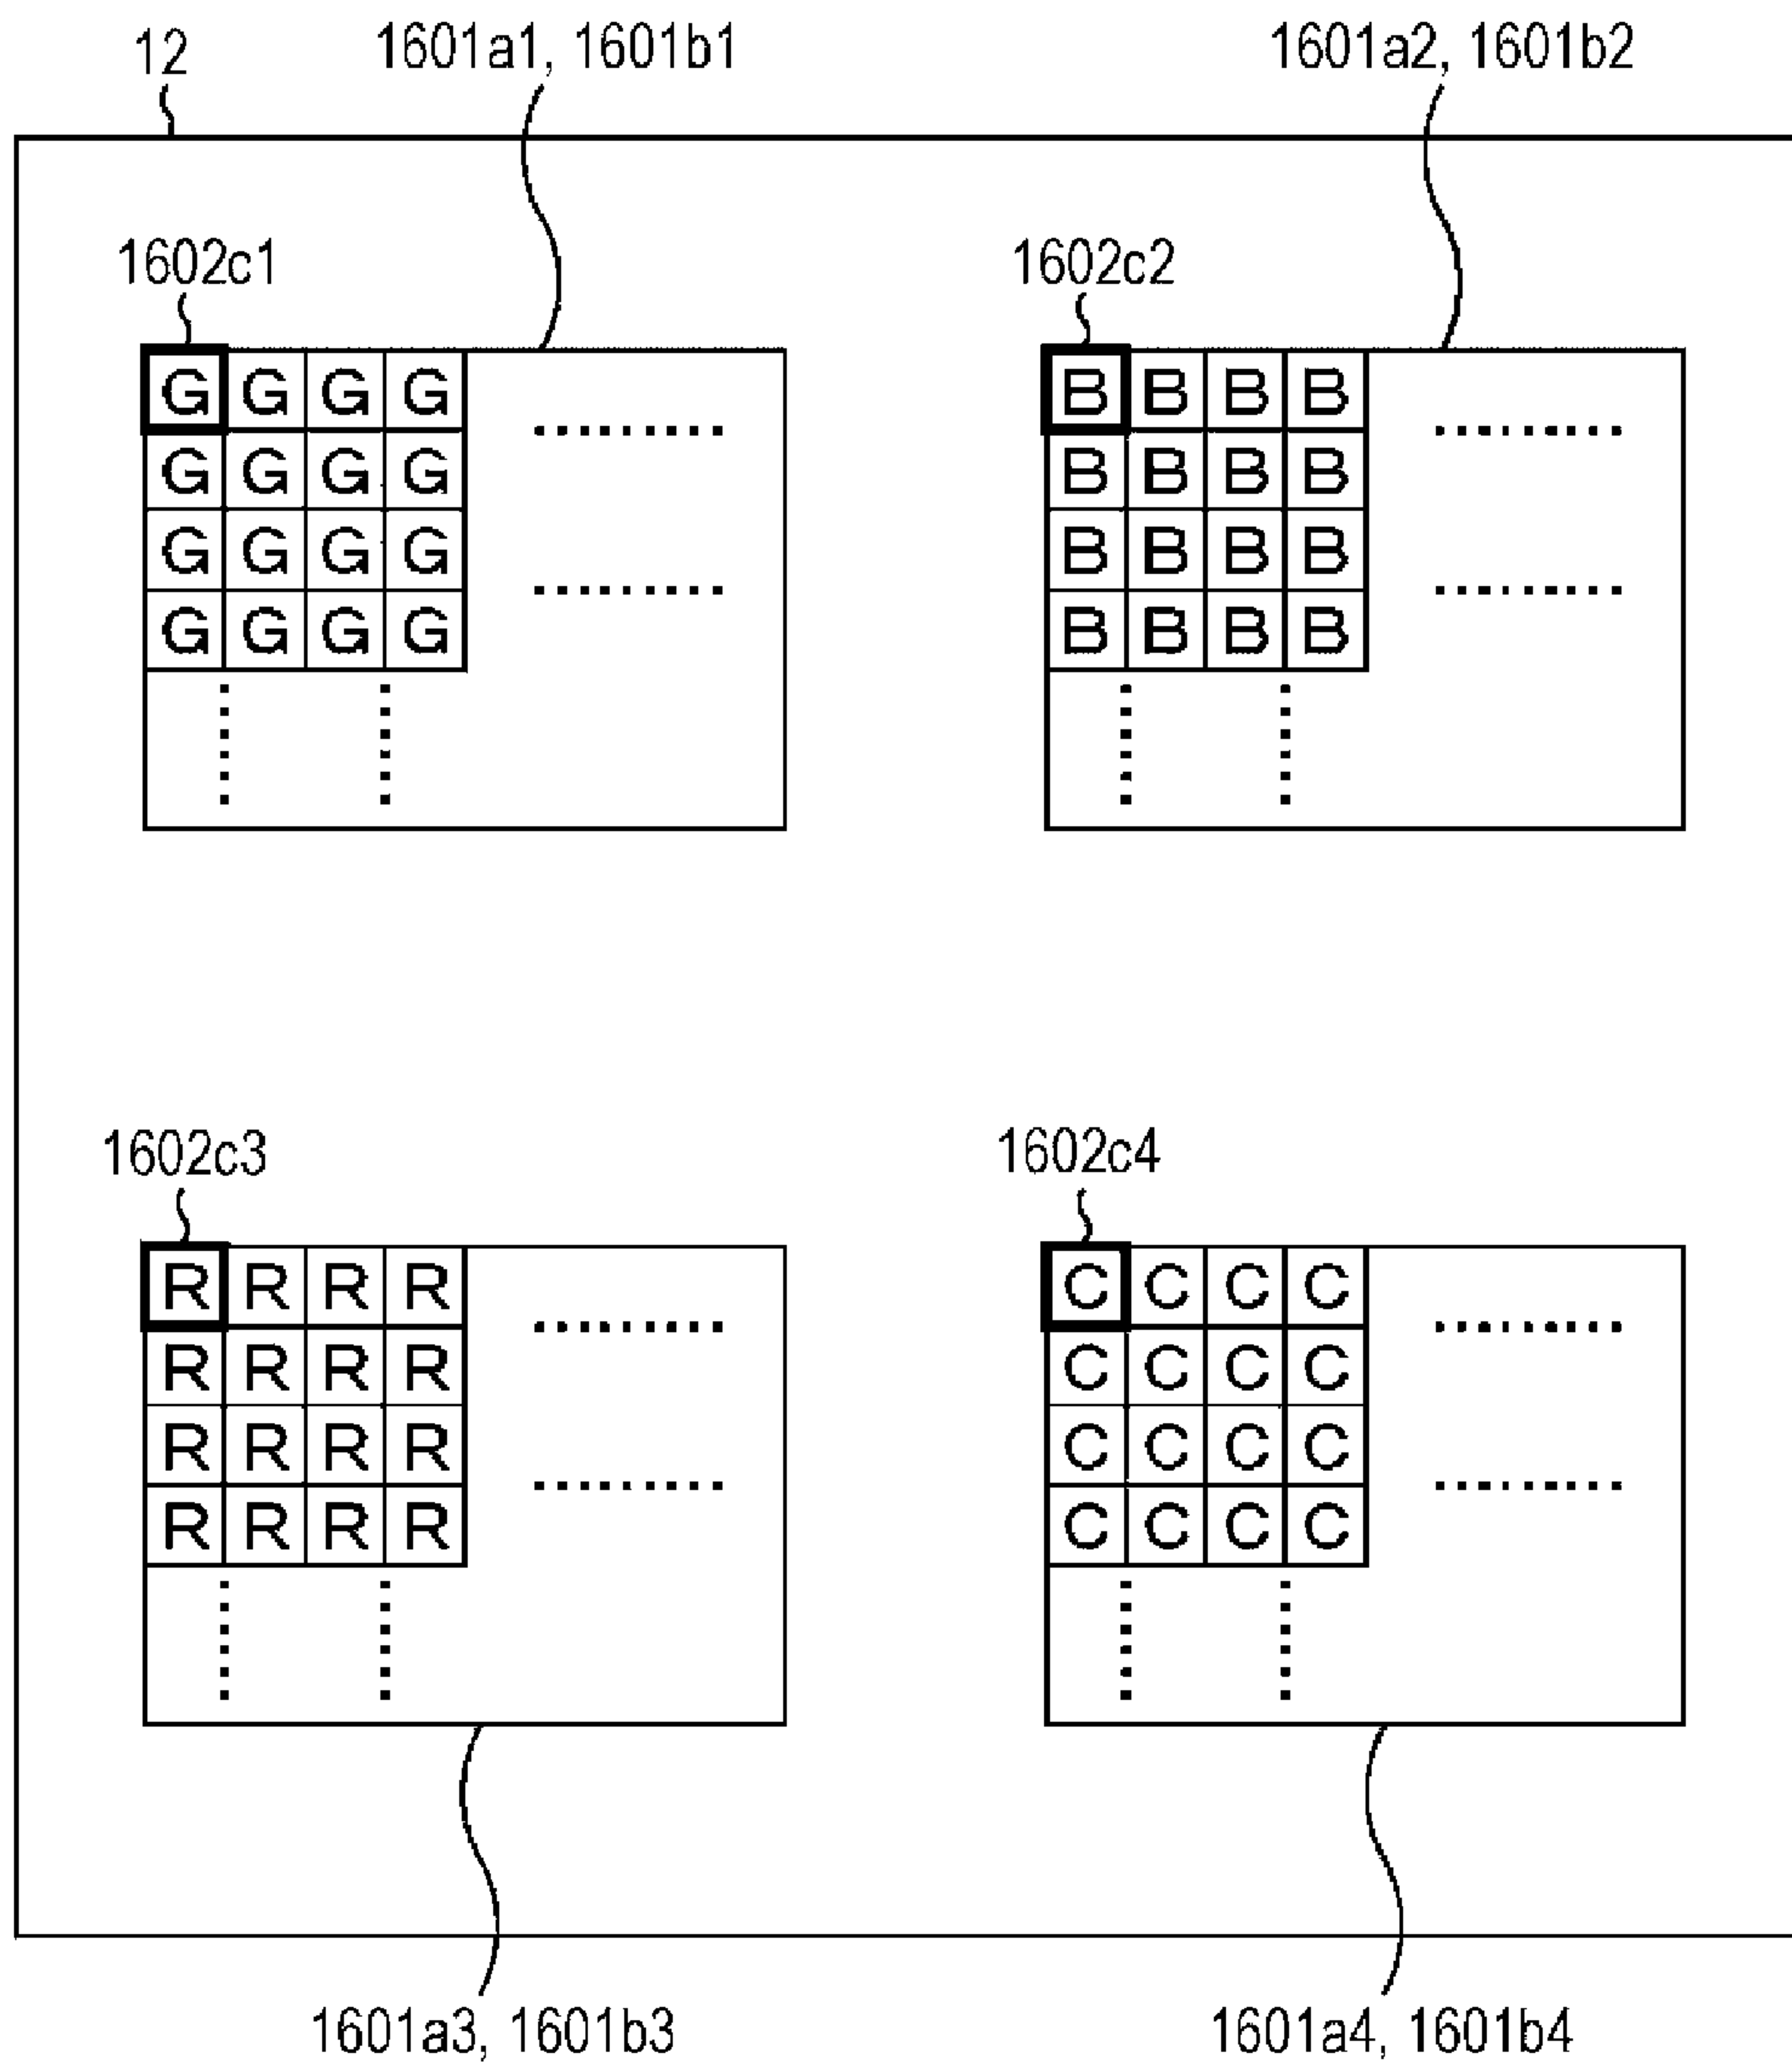 12 1601a1, 1601b1 1601a2, 1601b2
1602c1 1602c2
G G G G B B B B
G G G G B B B B
G G G G B B B B
G G G G B B B B
1602c3 1602c4
R R R R C C C C
R R R R C C C C
R R R R C C C C
R R R R C C C C
1601a3, 1601b3 1601a4, 1601b4